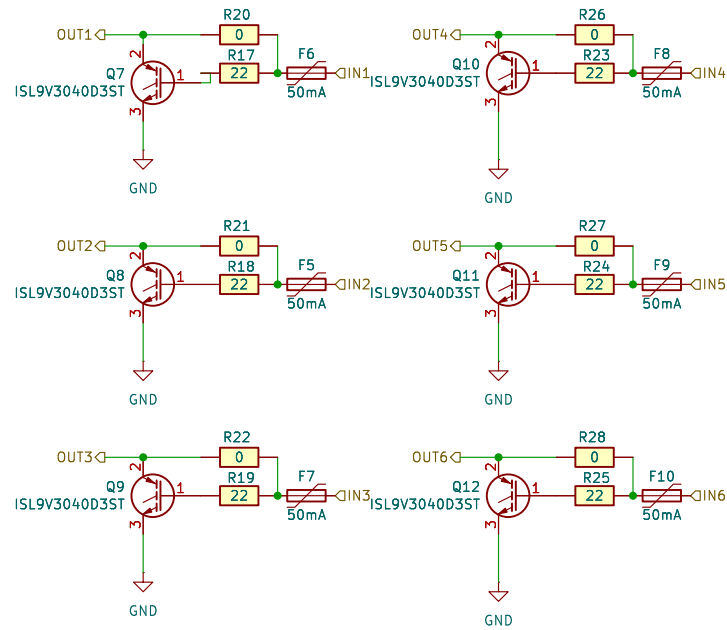 OUT1
R20
0
R17
22
F6
50mA
IN1
Q7
ISL9V3040D3ST
2
1
3
GND
OUT4
R26
0
R23
22
F8
50mA
IN4
Q10
ISL9V3040D3ST
2
1
3
GND
OUT2
R21
0
R18
22
F5
50mA
IN2
Q8
ISL9V3040D3ST
2
1
3
GND
OUT5
R27
0
R24
22
F9
50mA
IN5
Q11
ISL9V3040D3ST
2
1
3
GND
OUT3
R22
0
R19
22
F7
50mA
IN3
Q9
ISL9V3040D3ST
2
1
3
GND
OUT6
R28
0
R25
22
F10
50mA
IN6
Q12
ISL9V3040D3ST
2
1
3
GND